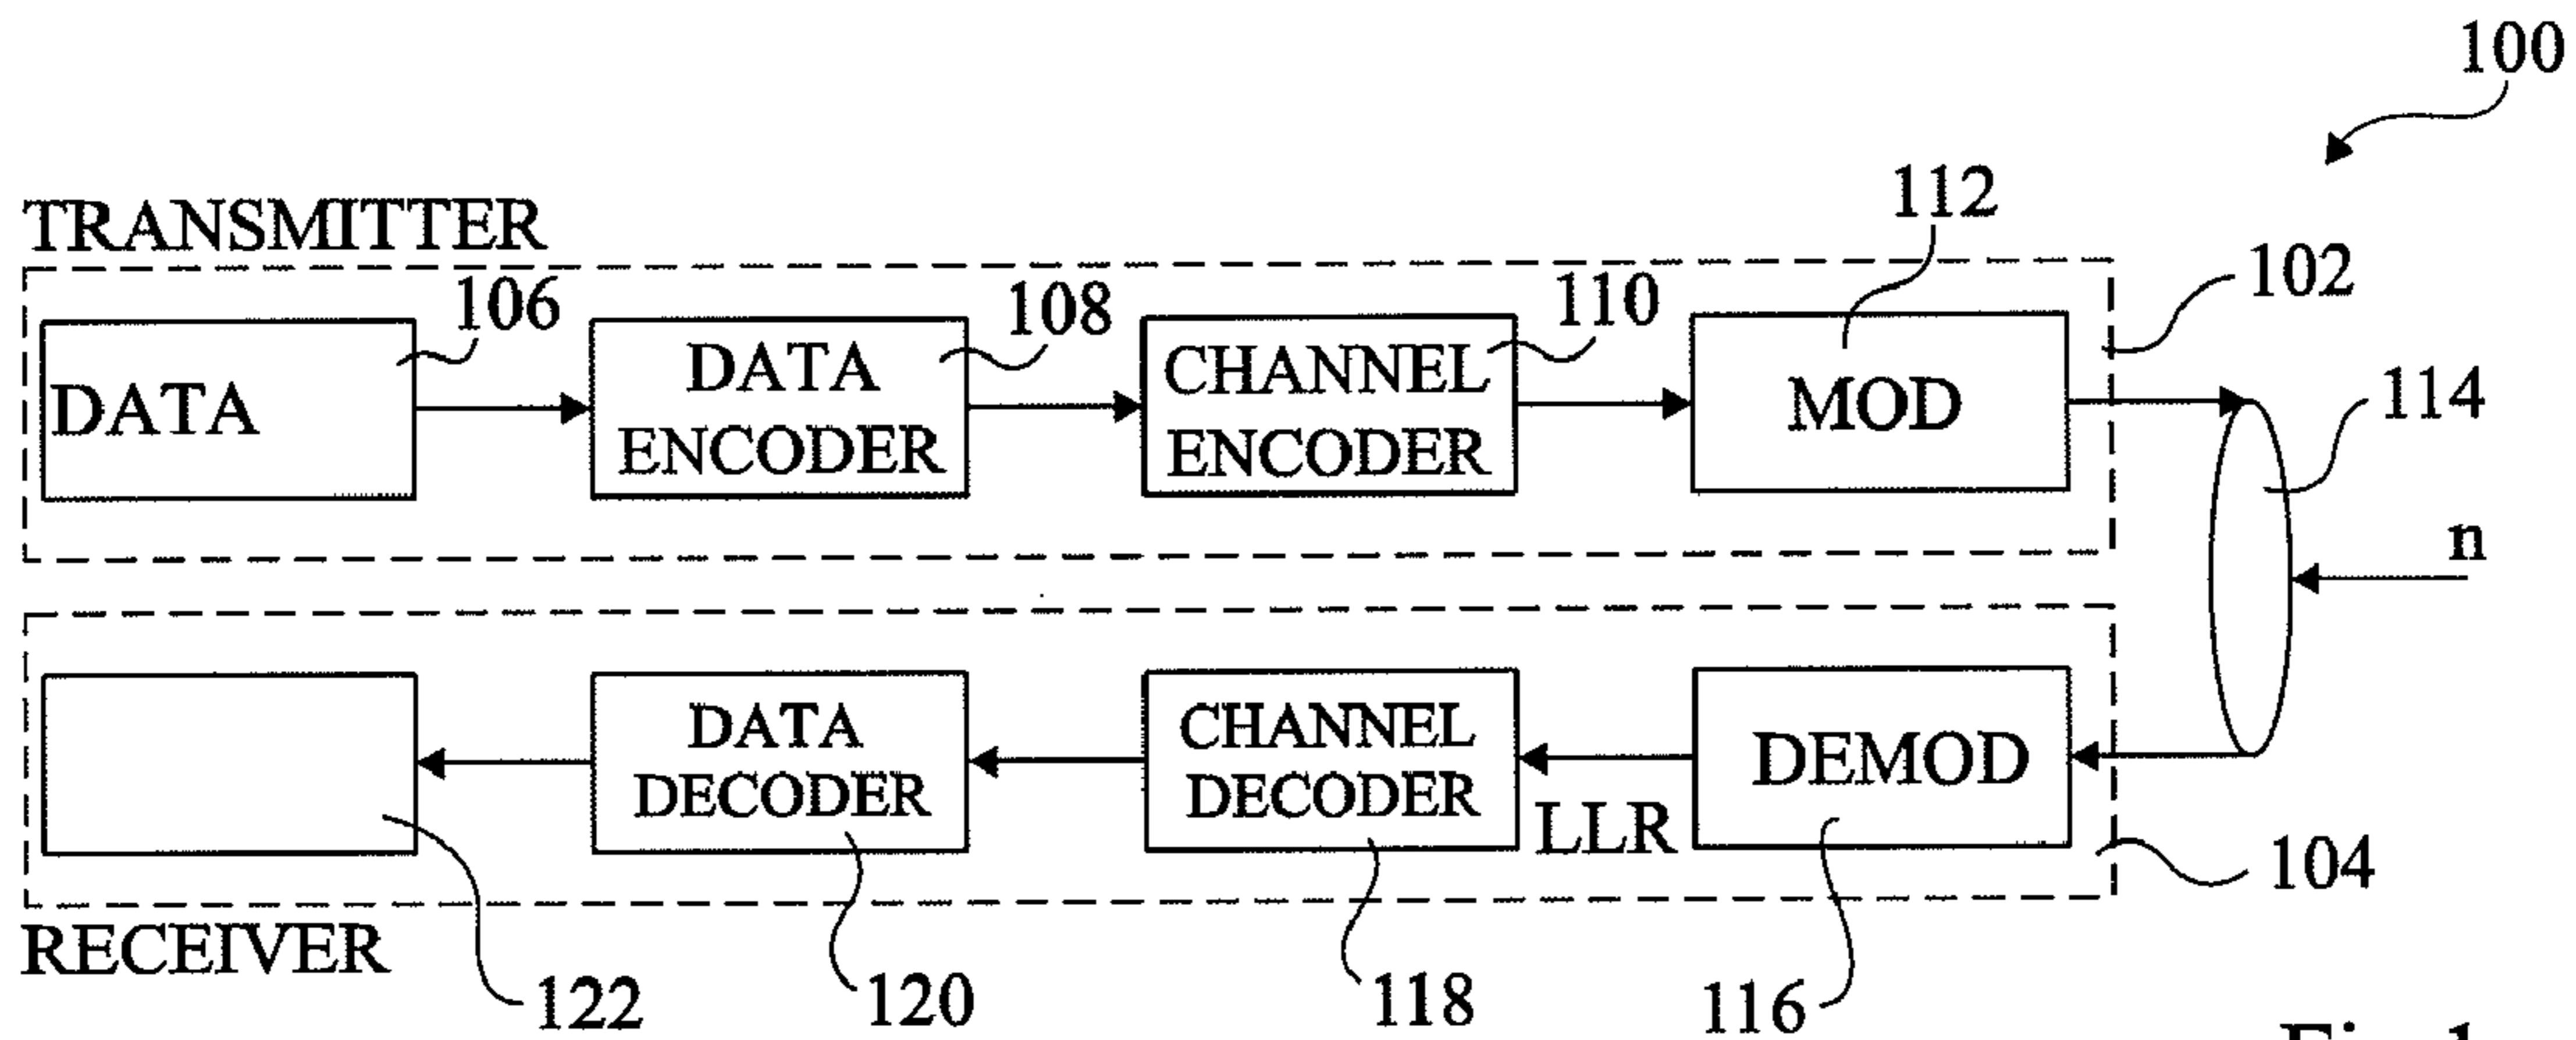 100
112
TRANSMITTER
102
106
108
110
DATA
DATA
ENCODER
CHANNEL
ENCODER
MOD
114
n
DATA
DECODER
CHANNEL
DECODER
DEMOD
LLR
104
RECEIVER
122
120
118
116